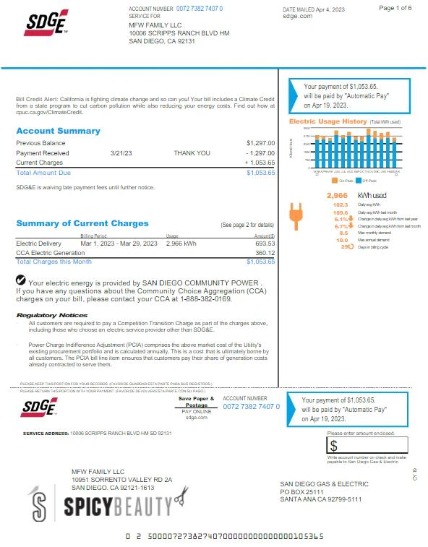 SDGE
ACCOUNT NUMBER 0072 7382 7407 0
SERVICE FOR
MFW FAMILY LLC
10006 SCRIPPS RANCH BLVD HM
SAN DIEGO, CA 92131
DATE MAILED Apr 4, 2023
sdge.com
Page 1 of 6
Your payment of $1,053.65
will be paid by "Automatic Pay"
on Apr 19, 2023.
Bill Credit Alert: California is fighting climate change and so can you! Your bill includes a Climate Credit
from a state program to cut carbon pollution while also reducing your energy costs. Find out how at
cpuc.ca.gov/ClimateCredit.
Account Summary
Previous Balance $1,297.00
Payment Received 3/21/23 THANK YOU - 1,297.00
Current Charges + 1,053.65
Total Amount Due $1,053.65
SDG&E is waiving late payment fees until further notice.
Electric Usage History (Total kWh used)
2,966 kWh used
Summary of Current Charges (See page 2 for details)
Billing Period Usage Amount($)
Electric Delivery Mar 1, 2023 - Mar 29, 2023 2,966 kWh 693.53
CCA Electric Generation 360.12
Total Charges this Month $1,053.65
Your electric energy is provided by SAN DIEGO COMMUNITY POWER .
If you have any questions about the Community Choice Aggregation (CCA)
charges on your bill, please contact your CCA at 1-888-382-0169.
Regulatory Notices
All customers are required to pay a Competition Transition Charge as part of the charges above,
including those who choose an electric service provider other than SDG&E.
Power Charge Indifference Adjustment (PCIA) is the above market cost of the Utility's
existing procurement portfolio and is calculated annually. This is a cost that is ultimately borne by
all customers. The PCIA bill line item ensures that customers pay their share of generation costs
already contracted to serve them.
SDGE
Save Paper &
Postage
PAY ONLINE
sdge.com
ACCOUNT NUMBER
0072 7382 7407 0
Your payment of $1,053.65
will be paid by "Automatic Pay"
on Apr 19, 2023.
SERVICE ADDRESS: 10006 SCRIPPS RANCH BLVD HM SD 92131
Please enter amount enclosed.
$
Write account number on check and make
payable to San Diego Gas & Electric
MFW FAMILY LLC
10951 SORRENTO VALLEY RD 2A
SAN DIEGO, CA 92121-1613
SPICYBEAUTY
SAN DIEGO GAS & ELECTRIC
PO BOX 25111
SANTA ANA CA 92799-5111